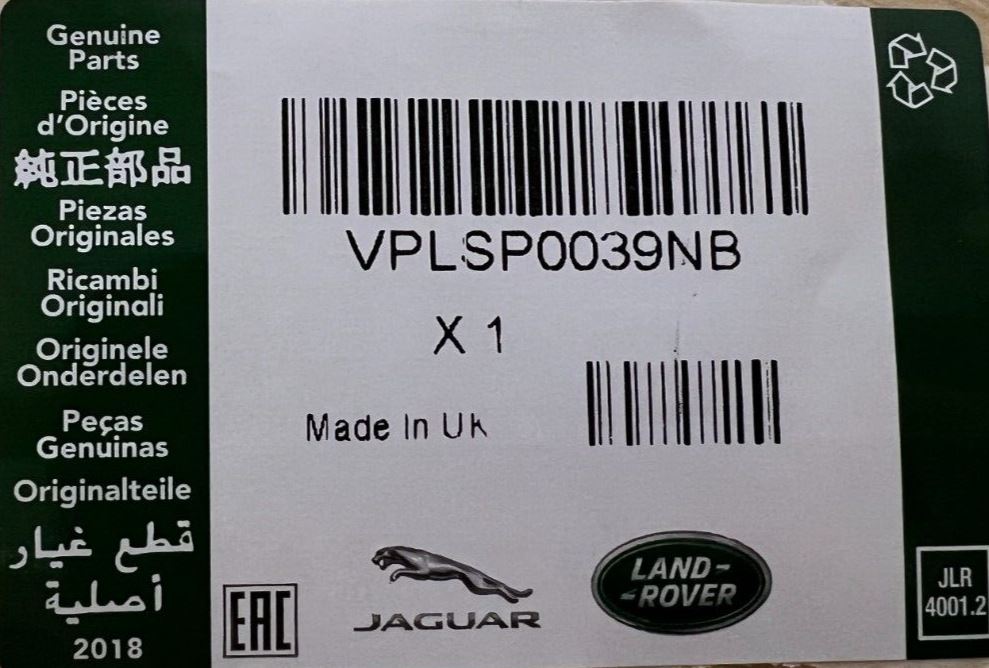 Genuine
Parts
Pièces
d'Origine
純正部品
Piezas
Originales
Ricambi
Originali
Originele
Onderdelen
Peças
Genuinas
Originalteile
قطع غيار
أصلية
2018
VPLSP0039NB
X 1
Made In UK
EAC
JAGUAR
LAND-
-ROVER
JLR
4001.2